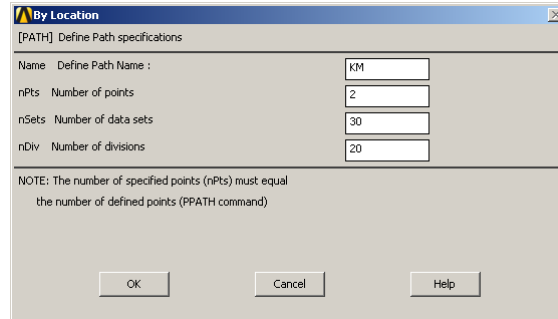 By Location
[PATH] Define Path specifications
Name Define Path Name : KM
nPts Number of points 2
nSets Number of data sets 30
nDiv Number of divisions 20
NOTE: The number of specified points (nPts) must equal
the number of defined points (PPATH command)
OK Cancel Help